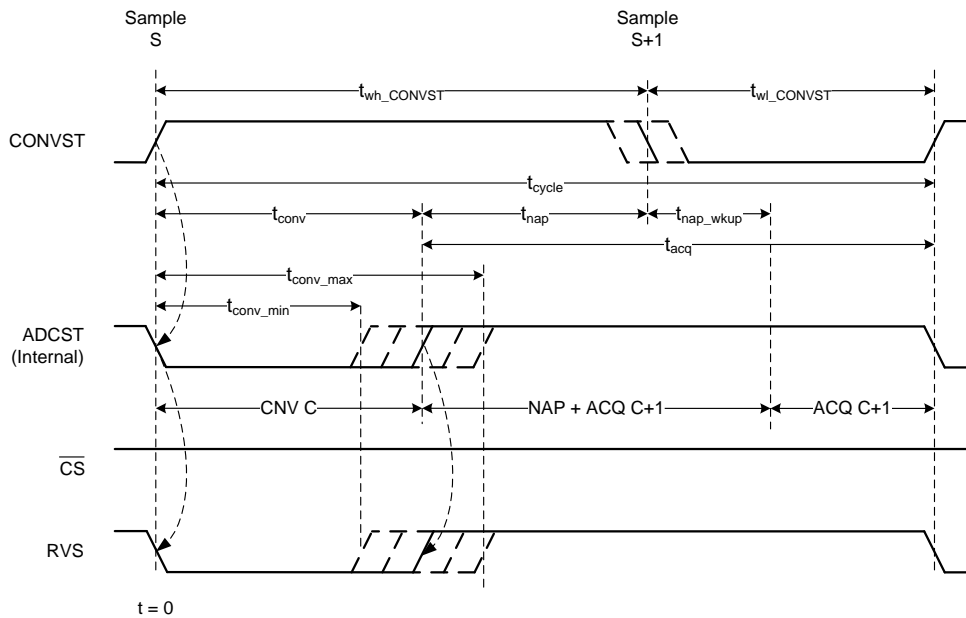 Sample
S
Sample
S+1
twh_CONVST
twl_CONVST
CONVST
tcycle
tconv
tnap
tnap_wkup
tacq
tconv_max
tconv_min
ADCST
(Internal)
CNV C
NAP + ACQ C+1
ACQ C+1
CS
RVS
t = 0